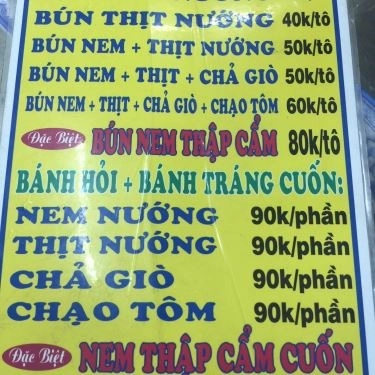 BÚN THỊT NƯỚNG 40k/tô
BÚN NEM + THỊT NƯỚNG 50k/tô
BÚN NEM + THỊT + CHẢ GIÒ 50k/tô
BÚN NEM + THỊT + CHẢ GIÒ + CHẠO TÔM 60k/tô
Đặc Biệt BÚN NEM THẬP CẨM 80k/tô
BÁNH HỎI + BÁNH TRÁNG CUỐN:
NEM NƯỚNG 90k/phần
THỊT NƯỚNG 90k/phần
CHẢ GIÒ 90k/phần
CHẠO TÔM 90k/phần
Đặc Biệt NEM THẬP CẨM CUỐN